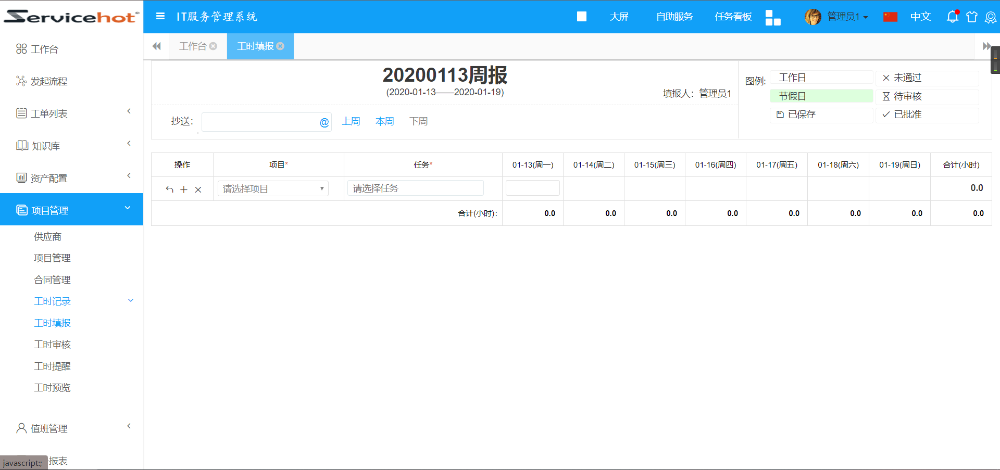 Servicehot®
IT服务管理系统
大屏
自助服务
任务看板
管理员1
中文
工作台
发起流程
工单列表
知识库
资产配置
项目管理
供应商
项目管理
合同管理
工时记录
工时填报
工时审核
工时提醒
工时预览
值班管理
报表
javascript:;
工作台
工时填报
20200113周报
(2020-01-13——2020-01-19)
填报人：管理员1
抄送：
@
上周
本周
下周
图例:
工作日
未通过
节假日
待审核
已保存
已批准
操作 项目* 任务* 01-13(周一) 01-14(周二) 01-15(周三) 01-16(周四) 01-17(周五) 01-18(周六) 01-19(周日) 合计(小时)
请选择项目 请选择任务 0.0
合计(小时)： 0.0 0.0 0.0 0.0 0.0 0.0 0.0 0.0